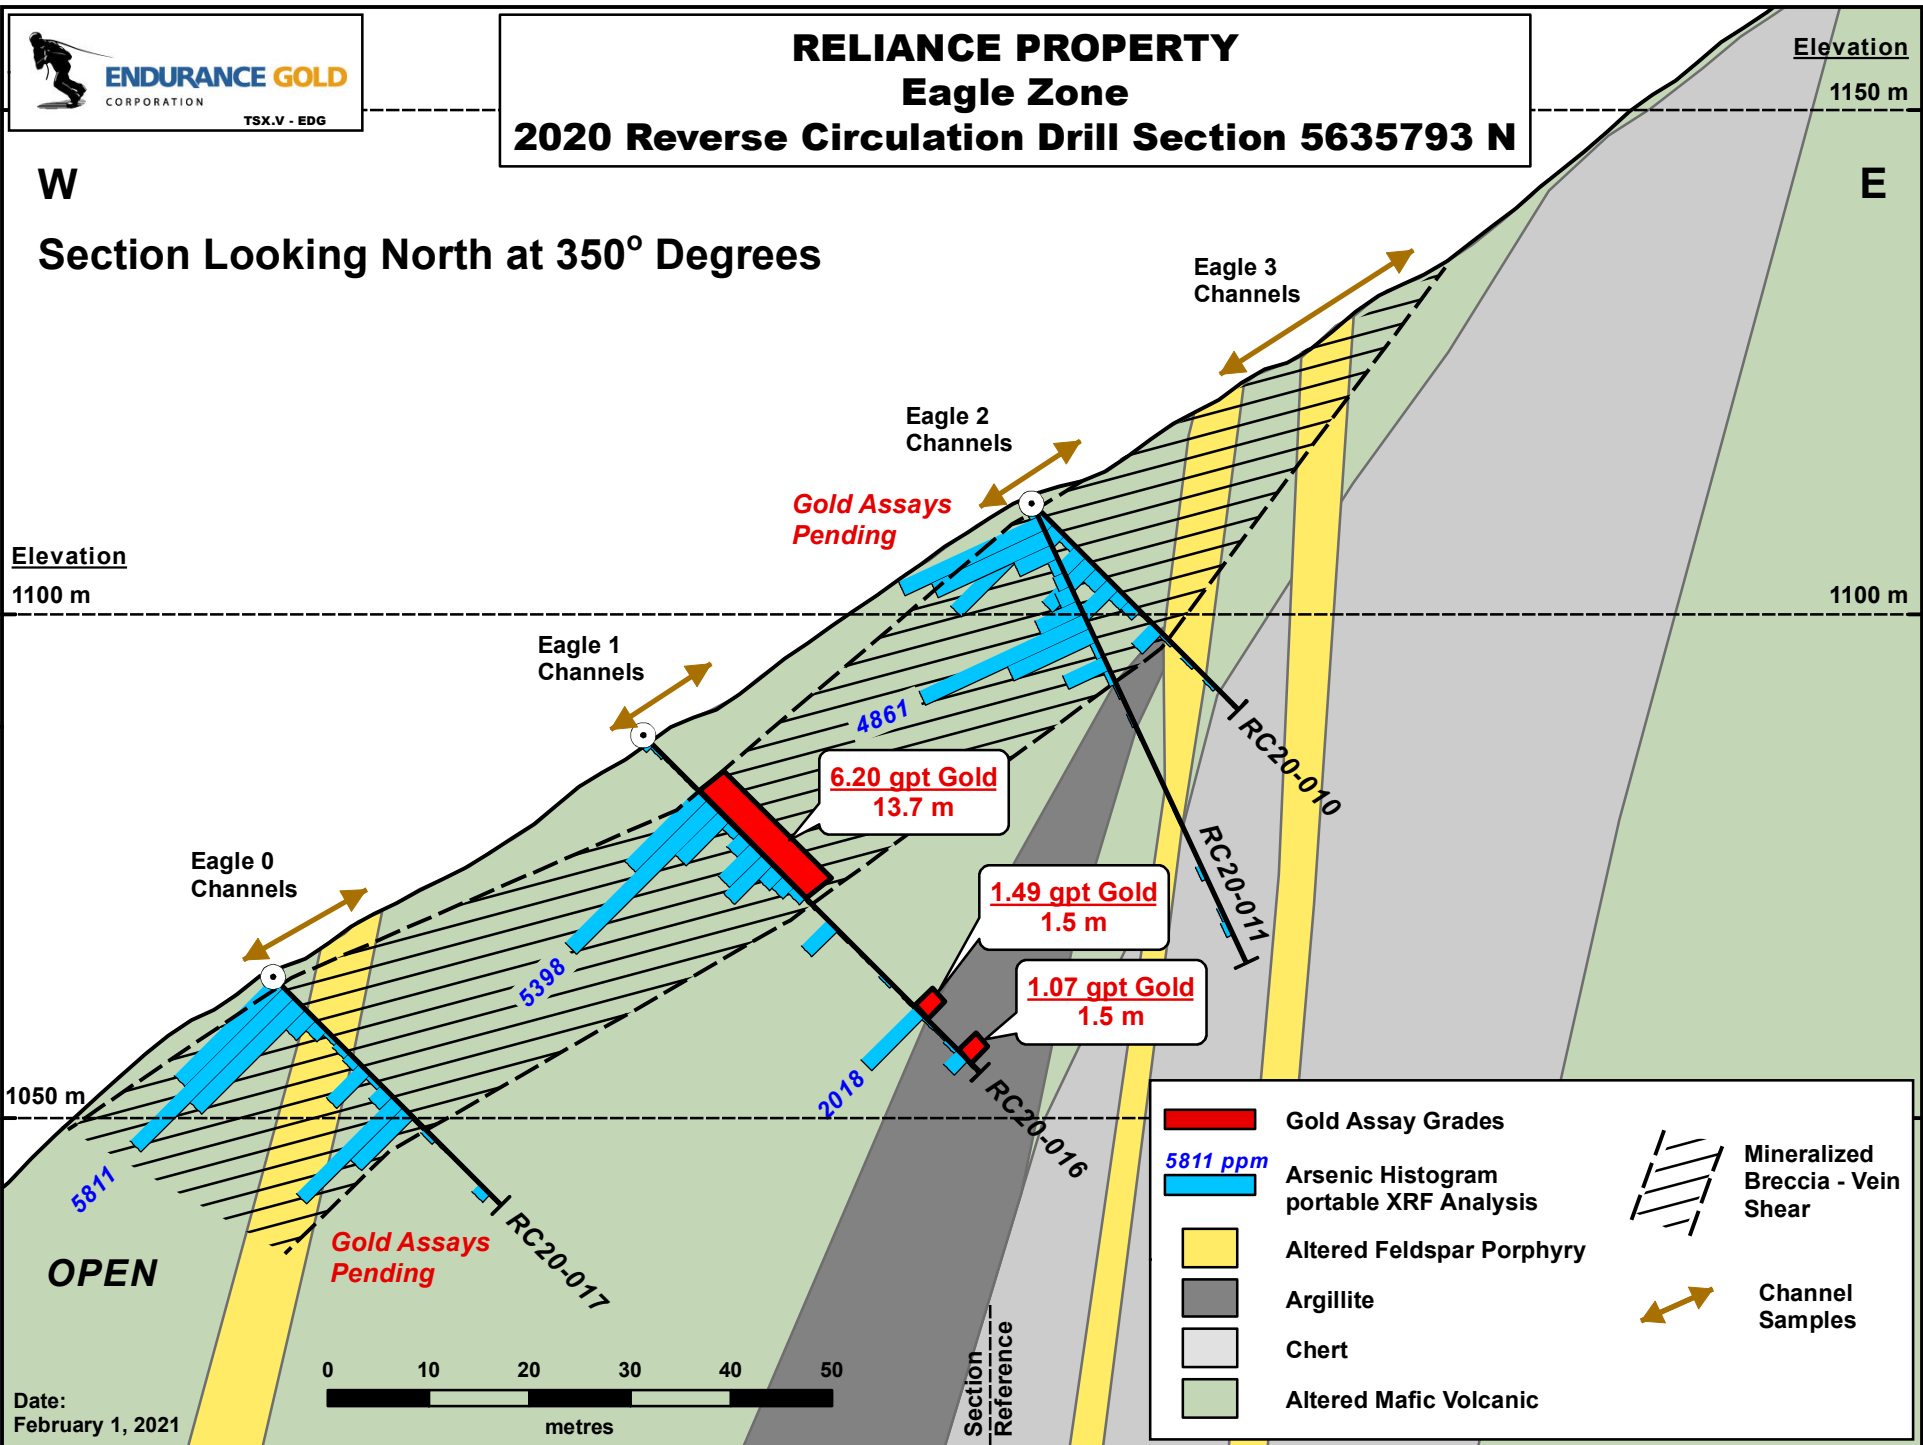 ENDURANCE GOLD
CORPORATION
TSX.V - EDG
RELIANCE PROPERTY
Eagle Zone
2020 Reverse Circulation Drill Section 5635793 N
Elevation
1150 m
W
E
Section Looking North at 350° Degrees
Eagle 3
Channels
Eagle 2
Channels
Gold Assays
Pending
Elevation
1100 m
1100 m
Eagle 1
Channels
4861
RC20-010
6.20 gpt Gold
13.7 m
RC20-011
Eagle 0
Channels
1.49 gpt Gold
1.5 m
5398
1.07 gpt Gold
1.5 m
2018
RC20-016
1050 m
5811
OPEN
Gold Assays
Pending
RC20-017
0 10 20 30 40 50
metres
Section
Reference
Date:
February 1, 2021
Gold Assay Grades
5811 ppm
Arsenic Histogram
portable XRF Analysis
Altered Feldspar Porphyry
Argillite
Chert
Altered Mafic Volcanic
Mineralized
Breccia - Vein
Shear
Channel
Samples